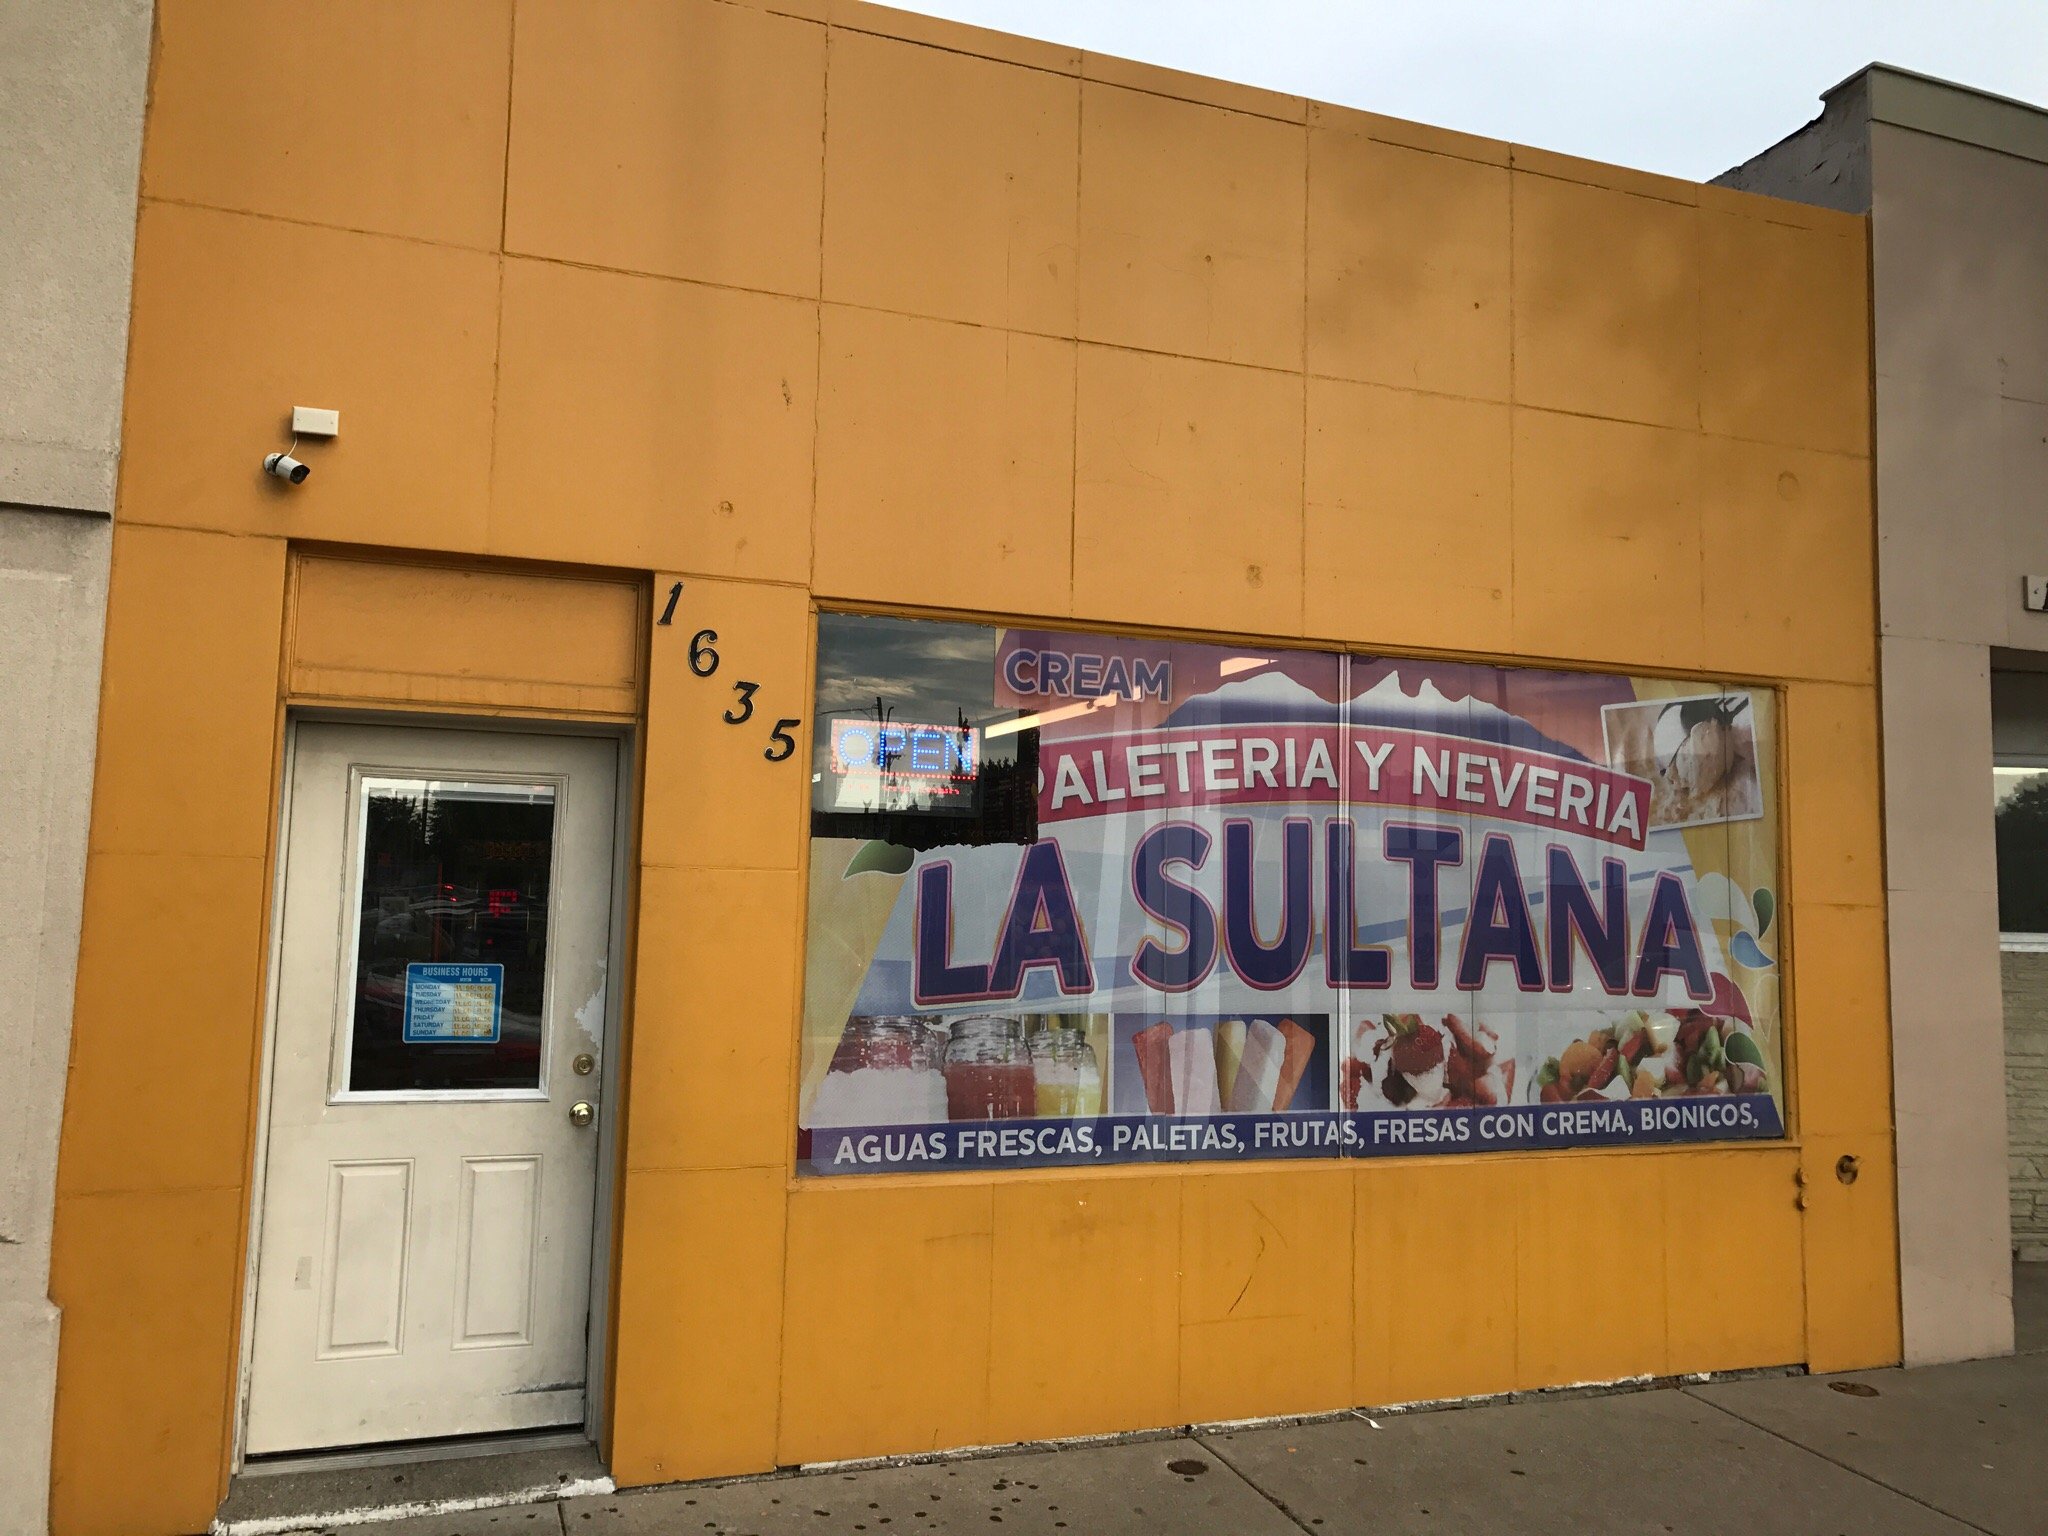 1635
OPEN
CREAM
PALETERIA Y NEVERIA
LA SULTANA
AGUAS FRESCAS, PALETAS, FRUTAS, FRESAS CON CREMA, BIONICOS,
BUSINESS HOURS
MONDAY
TUESDAY
WEDNESDAY
THURSDAY
FRIDAY
SATURDAY
SUNDAY